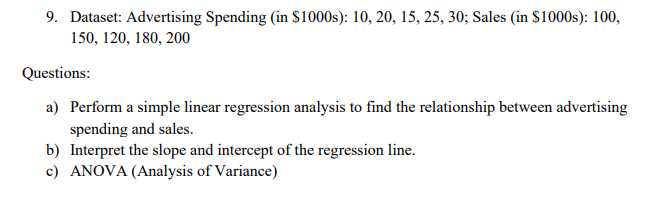 9. Dataset: Advertising Spending (in $1000s): 10, 20, 15, 25, 30; Sales (in $1000s): 100,
150, 120, 180, 200
Questions:
a) Perform a simple linear regression analysis to find the relationship between advertising
spending and sales.
b) Interpret the slope and intercept of the regression line.
c) ANOVA (Analysis of Variance)